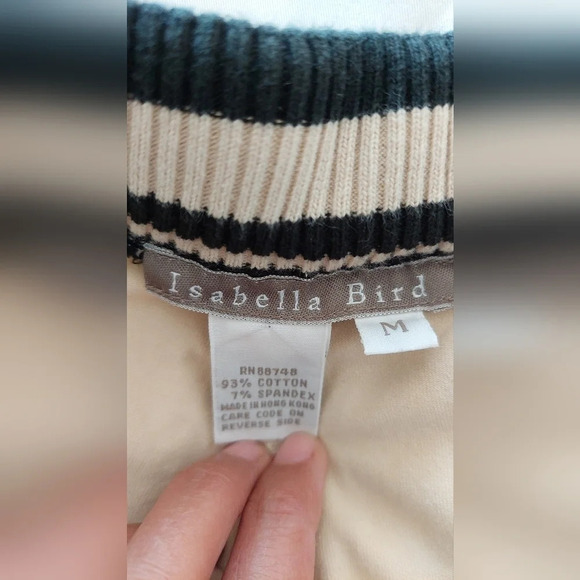 Isabella Bird
M
RN88748
93% COTTON
7% SPANDEX
MADE IN HONG KONG
CARE CODE ON
REVERSE SIDE